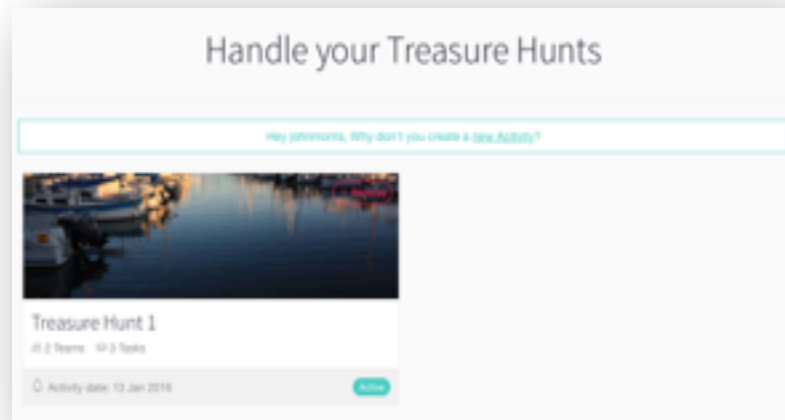 Handle your Treasure Hunts
Hey johnmorris, Why don't you create a new Activity?
Treasure Hunt 1
2 Teams 3 Tasks
Activity date: 13 Jan 2016
Active